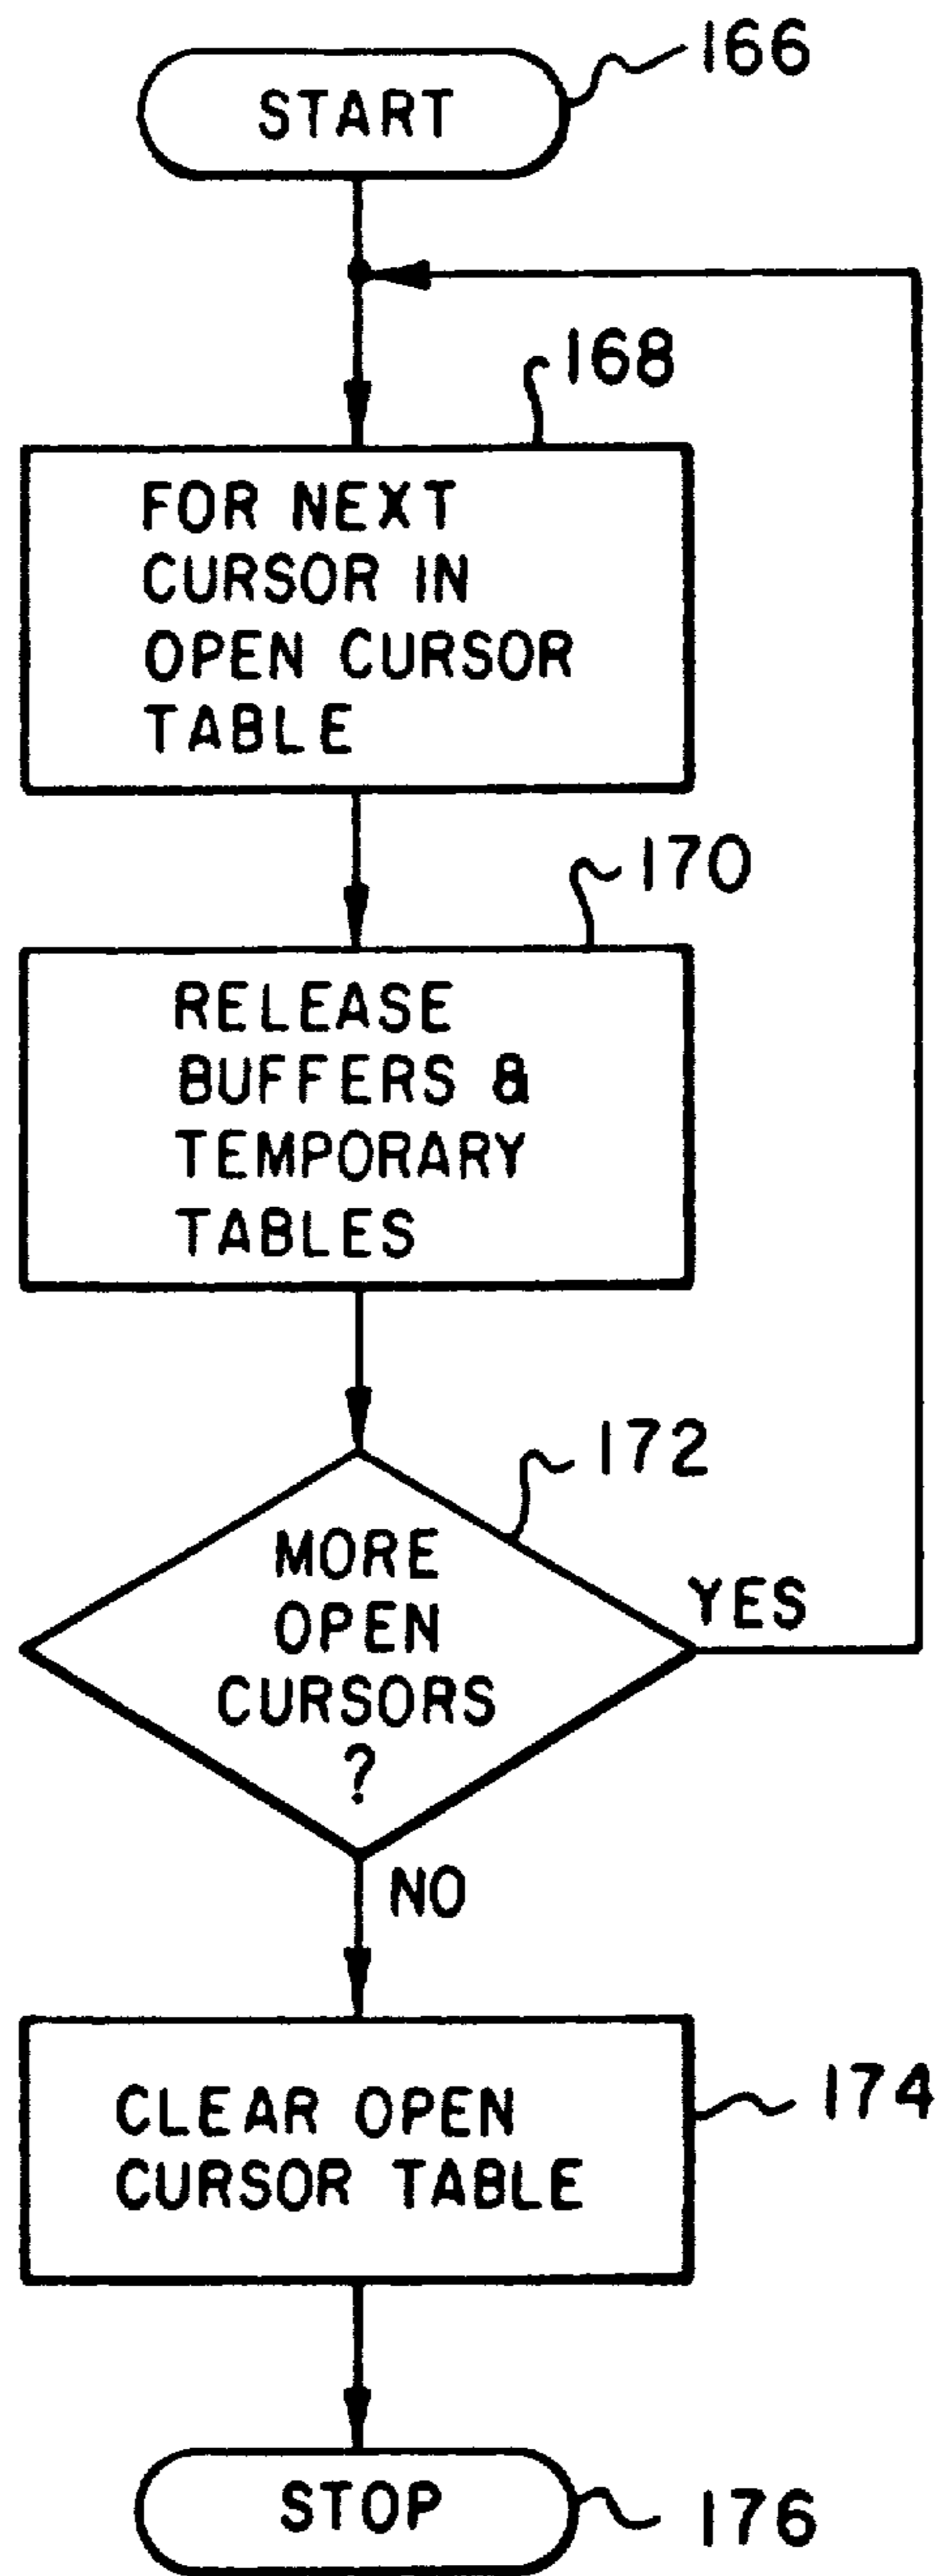 166
START
168
FOR NEXT
CURSOR IN
OPEN CURSOR
TABLE
170
RELEASE
BUFFERS &
TEMPORARY
TABLES
172
MORE
OPEN
CURSORS
?
YES
NO
174
CLEAR OPEN
CURSOR TABLE
STOP
176